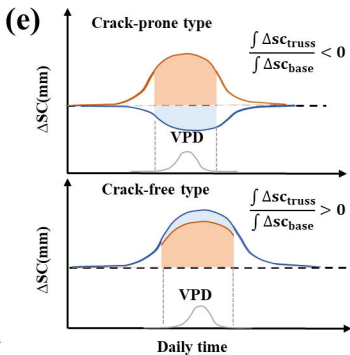 (e)
Crack-prone type
∫ Δsc_truss / ∫ Δsc_base < 0
ΔSC(mm)
VPD
Crack-free type
∫ Δsc_truss / ∫ Δsc_base > 0
ΔSC(mm)
VPD
Daily time